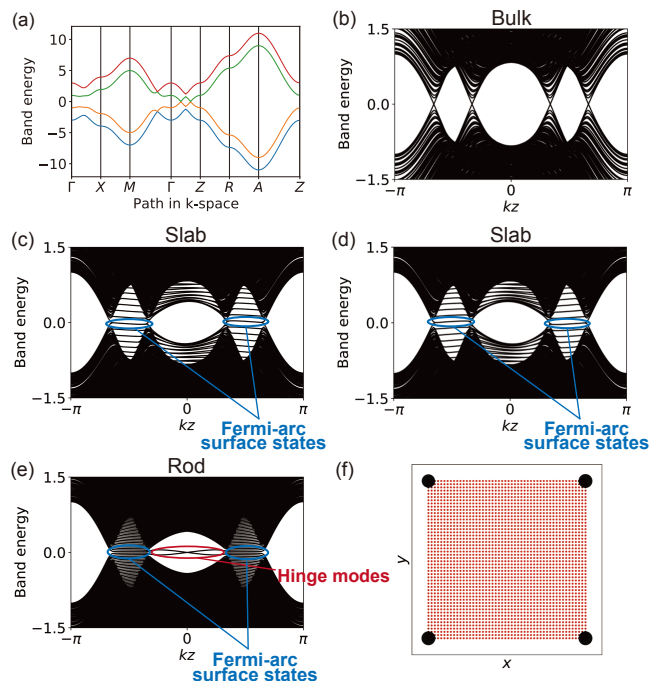 (a)
Band energy
10
5
0
−5
−10
Γ X M Γ Z R A Z
Path in k-space
(b) Bulk
Band energy
1.5
0.0
−1.5
−π 0 π
kz
(c) Slab
Band energy
1.5
0.0
−1.5
−π 0 π
kz
Fermi-arc
surface states
(d) Slab
Band energy
1.5
0.0
−1.5
−π 0 π
kz
Fermi-arc
surface states
(e) Rod
Band energy
1.5
0.0
−1.5
−π 0 π
kz
Hinge modes
Fermi-arc
surface states
(f)
y
x